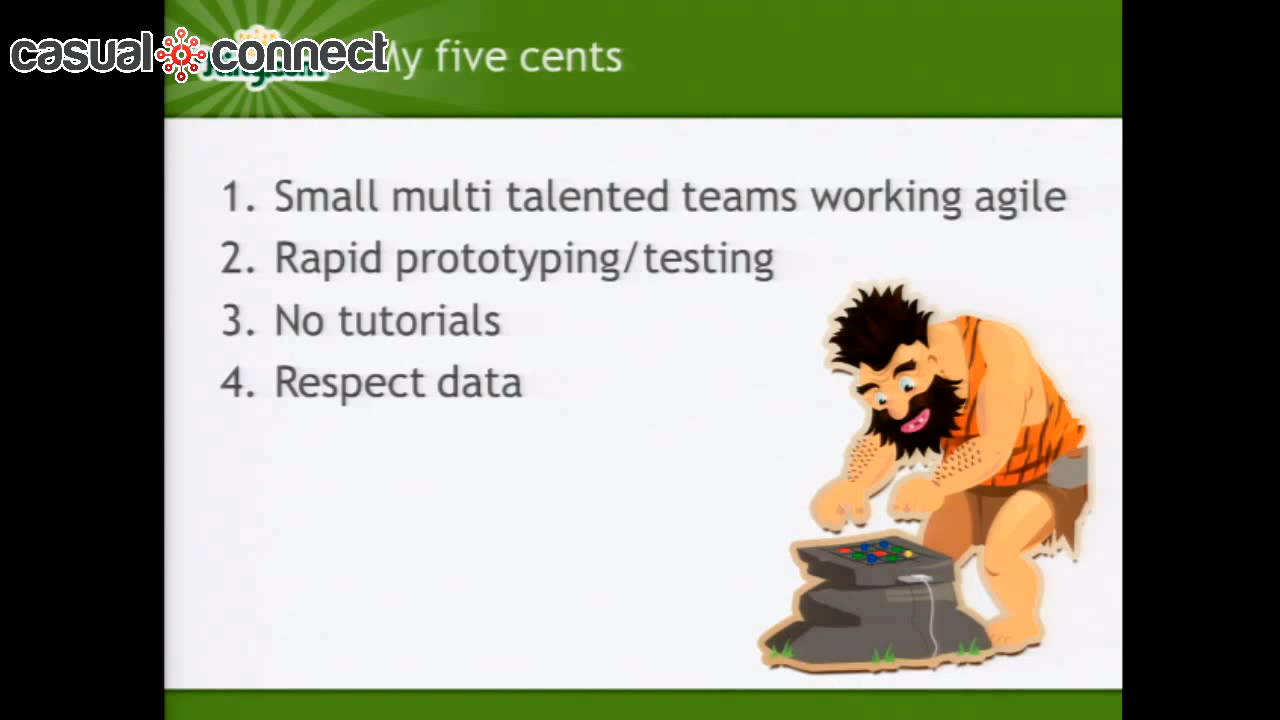 casual connect
My five cents
1. Small multi talented teams working agile
2. Rapid prototyping/testing
3. No tutorials
4. Respect data